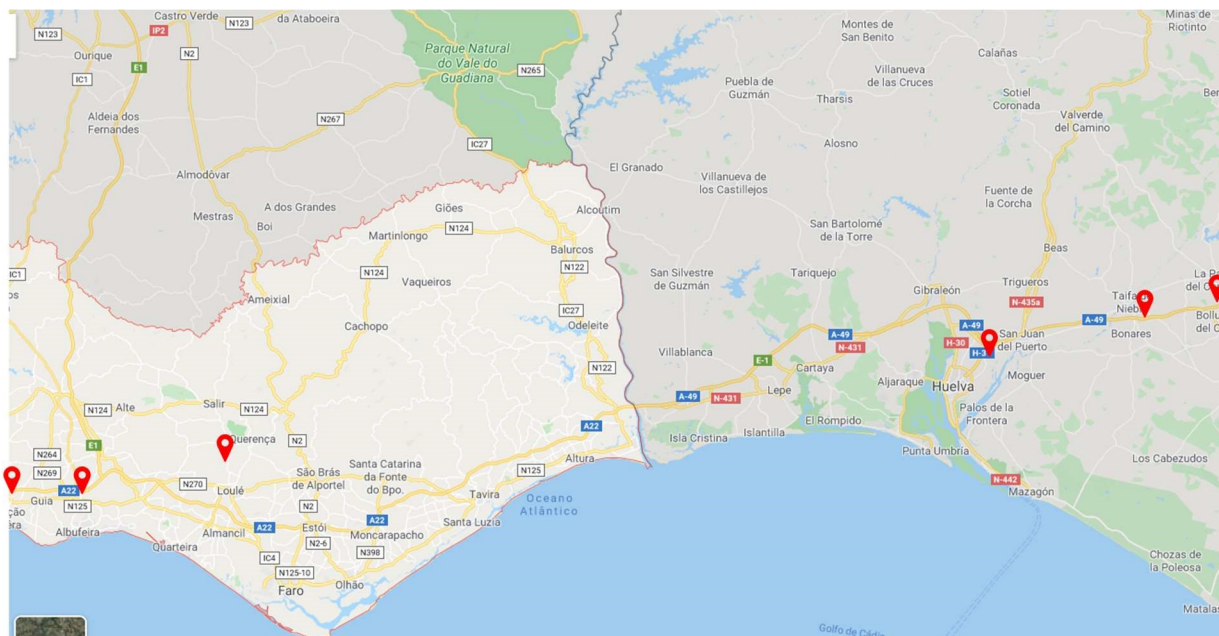 Castro Verde
da Ataboeira
N123
IP2
N123
N2
Ourique
E1
IC1
Aldeia dos
Fernandes
N267
Parque Natural
do Vale do
Guadiana
N265
IC27
Almodôvar
Mestras
A dos Grandes
Boi
Giões
Martinlongo
N124
Alcoutim
Balurcos
N122
N124
Vaqueiros
IC1
os
Ameixial
IC27
Odeleite
Cachopo
N122
N124
Alte
Salir
N124
E1
N2
A22
N264
N269
Querença
A22
Guia
N125
Albufeira
N270
Loulé
São Brás
de Alportel
Santa Catarina
da Fonte
do Bpo.
N125
Altura
Tavira
N2
Almancil
A22
Estói
A22
Moncarapacho
Santa Luzia
Quarteira
IC4
N2-6
N398
N125-10
Olhão
Faro
Oceano
Atlântico
Minas de
Riotinto
Montes de
San Benito
Calañas
Puebla de
Guzmán
Villanueva
de las Cruces
Tharsis
Sotiel
Coronada
Valverde
del Camino
Alosno
El Granado
Villanueva de
los Castillejos
Fuente de
la Corcha
San Bartolomé
de la Torre
Beas
San Silvestre
de Guzmán
Tariquejo
Gibraleón
Trigueros
N-435a
A-49
A-49
H-30
San Juan
del Puerto
A-49
Bonares
N-431
Villablanca
E-1
Cartaya
Aljaraque
Moguer
Huelva
A-49
N-431
Lepe
Palos de la
Frontera
El Rompido
Isla Cristina
Islantilla
Punta Umbría
Los Cabezudos
N-442
Mazagón
Chozas de
la Poleosa
Matalas
Golfo de Cádi